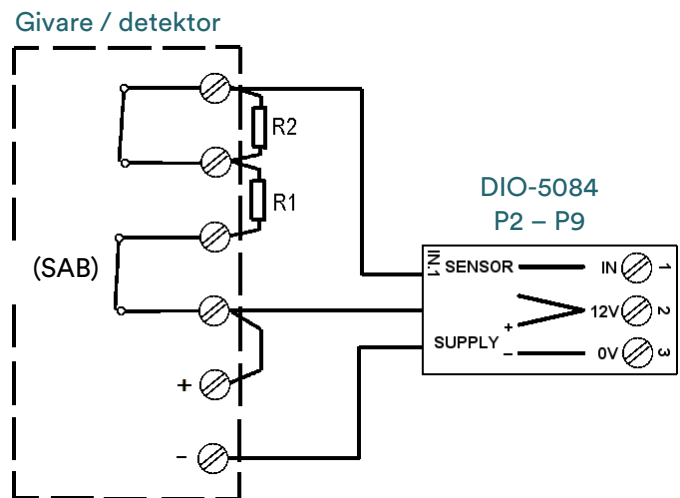 Givare / detektor
R2
R1
(SAB)
+
-
DIO-5084
P2 – P9
IN.1
SENSOR
IN
1
12V
2
+
SUPPLY
-
0V
3